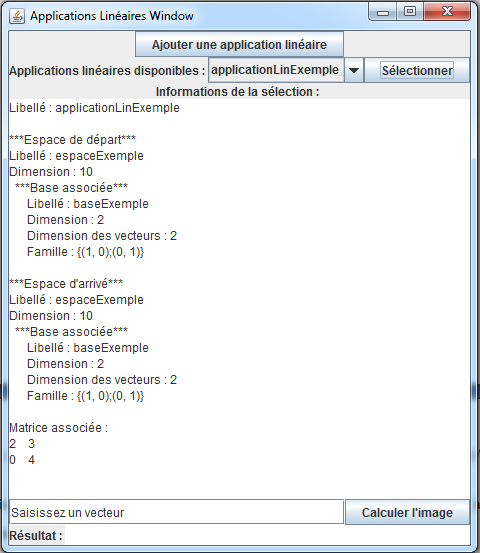 Applications Linéaires Window
Ajouter une application linéaire
Applications linéaires disponibles : applicationLinExemple Sélectionner
Informations de la sélection :
Libellé : applicationLinExemple
***Espace de départ***
Libellé : espaceExemple
Dimension : 10
***Base associée***
Libellé : baseExemple
Dimension : 2
Dimension des vecteurs : 2
Famille : {(1, 0);(0, 1)}
***Espace d'arrivé***
Libellé : espaceExemple
Dimension : 10
***Base associée***
Libellé : baseExemple
Dimension : 2
Dimension des vecteurs : 2
Famille : {(1, 0);(0, 1)}
Matrice associée :
2 3
0 4
Saisissez un vecteur Calculer l'image
Résultat :